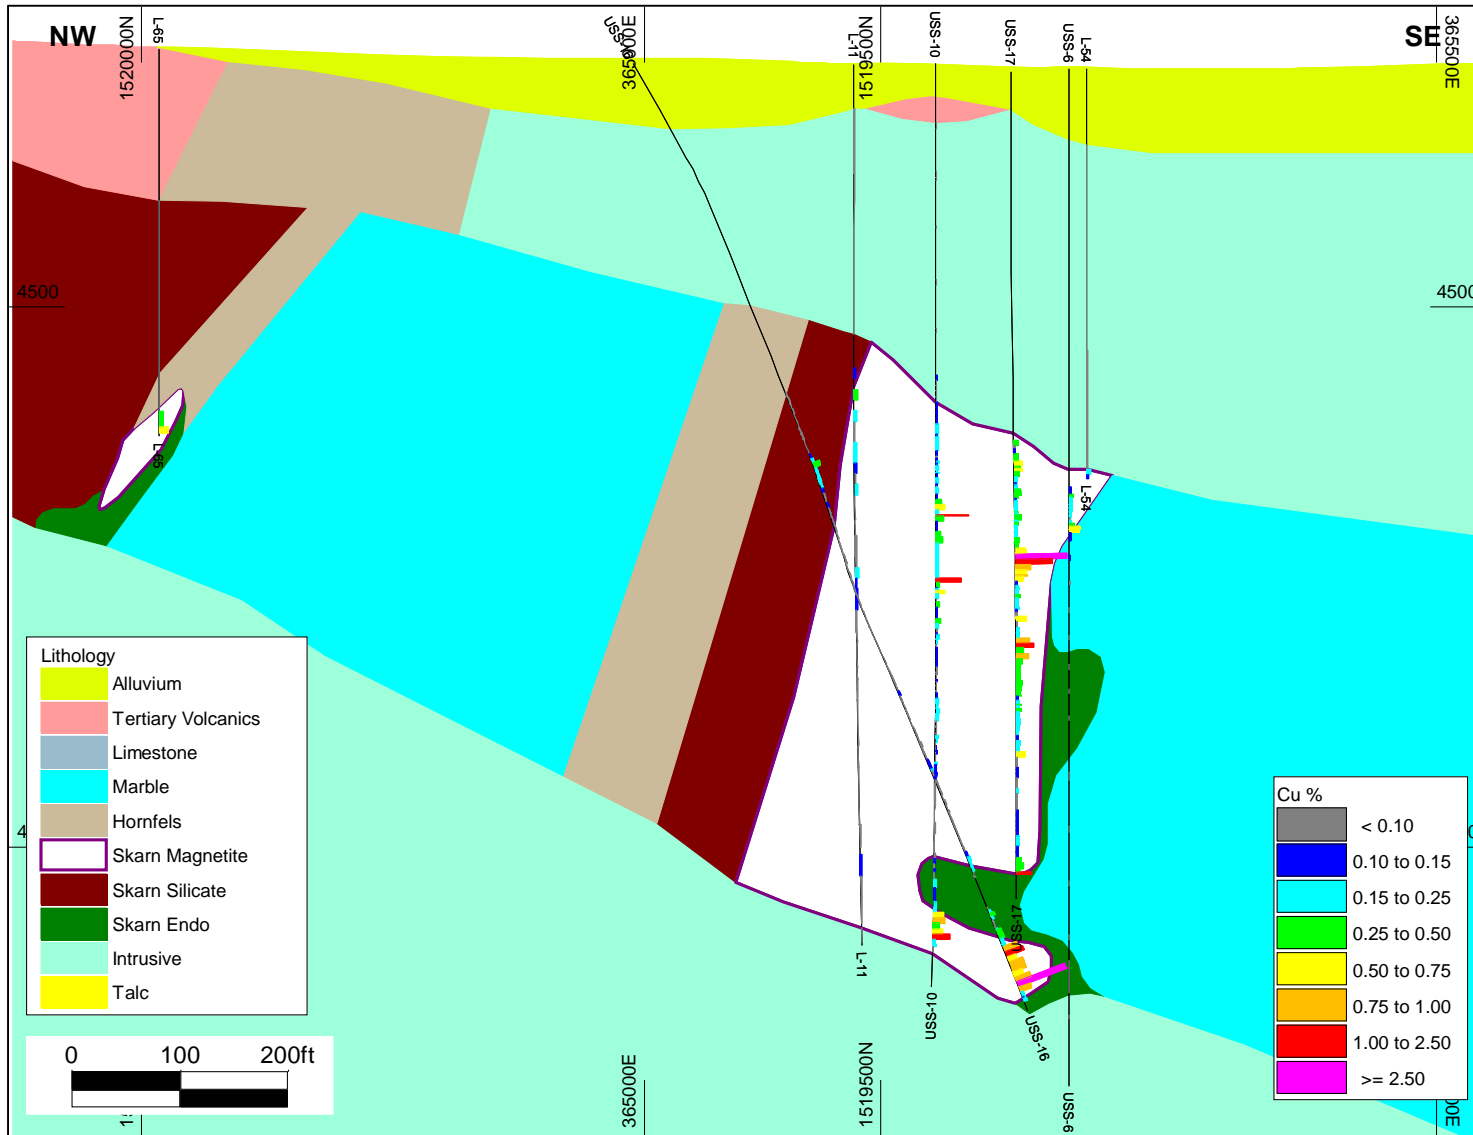 NW
SE
1520000N
L-65
365000E
L-11
1519500N
USS-10
USS-17
USS-6
L-54
365500E
4500
4500
L-65
L-54
Lithology
Alluvium
Tertiary Volcanics
Limestone
Marble
Hornfels
Skarn Magnetite
Skarn Silicate
Skarn Endo
Intrusive
Talc
Cu %
< 0.10
0.10 to 0.15
0.15 to 0.25
0.25 to 0.50
0.50 to 0.75
0.75 to 1.00
1.00 to 2.50
>= 2.50
USS-17
L-11
USS-10
USS-16
USS-6
0 100 200ft
365000E
1519500N